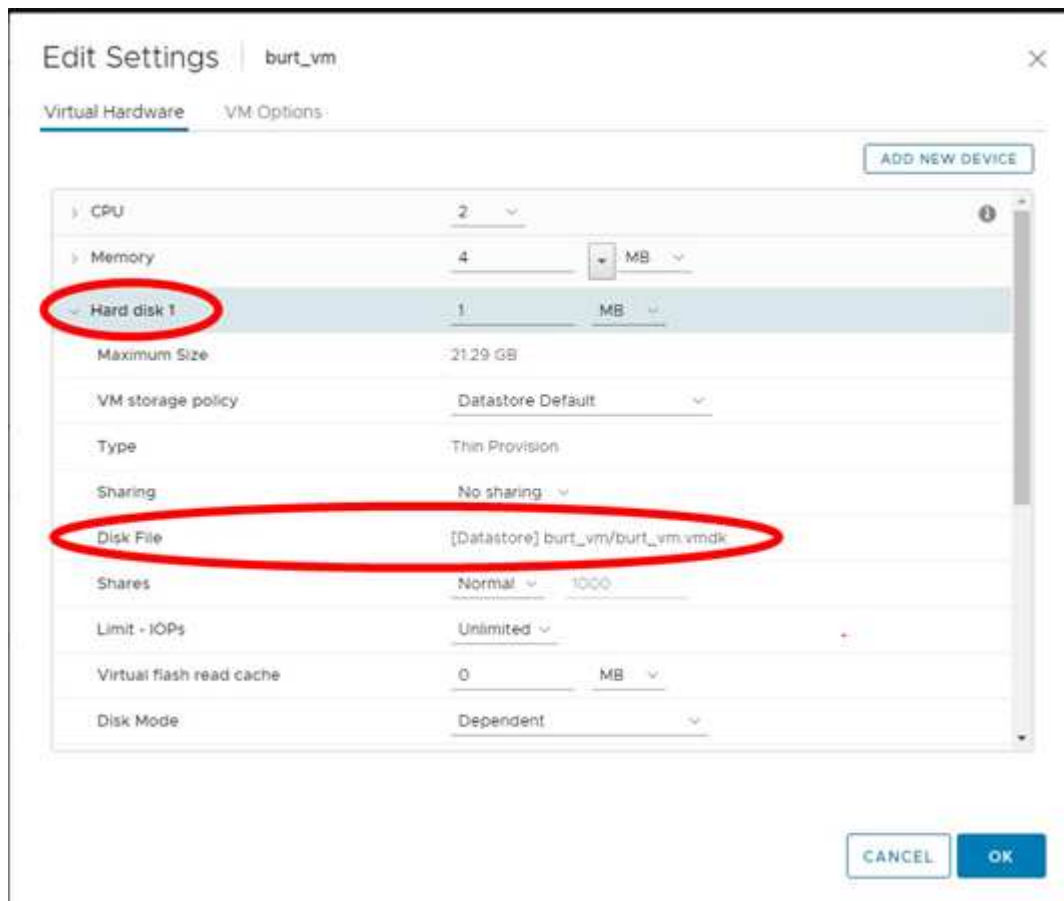 Edit Settings burt_vm
Virtual Hardware VM Options
ADD NEW DEVICE
CPU 2
Memory 4 MB
Hard disk 1 1 MB
Maximum Size 21.29 GB
VM storage policy Datastore Default
Type Thin Provision
Sharing No sharing
Disk File [Datastore] burt_vm/burt_vm.vmdk
Shares Normal 1000
Limit - IOPs Unlimited
Virtual flash read cache 0 MB
Disk Mode Dependent
CANCEL OK